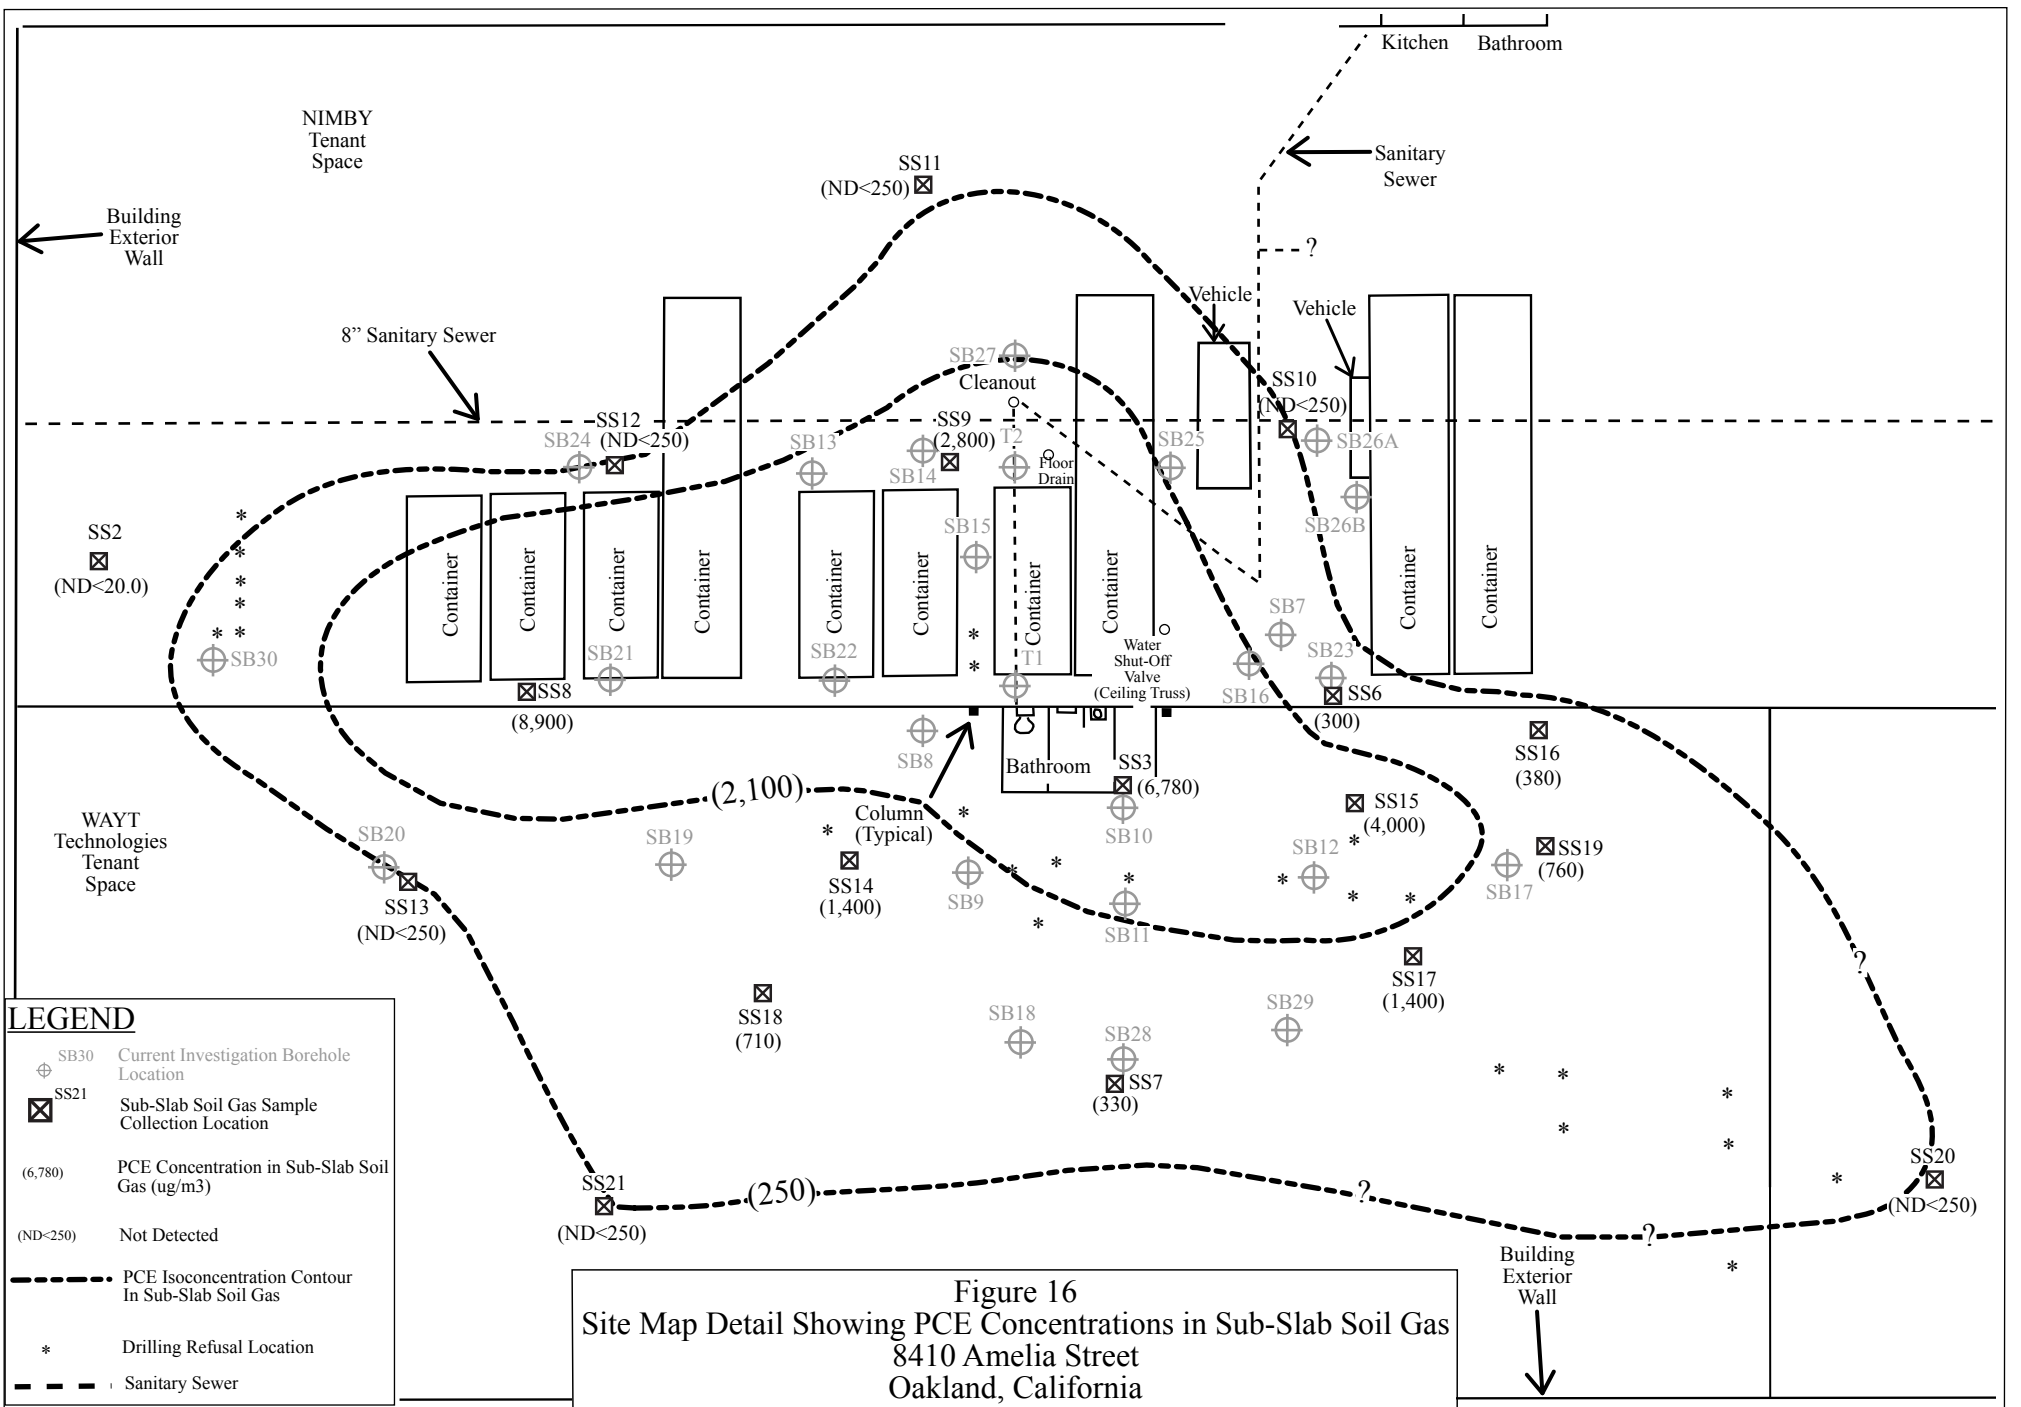 Kitchen
Bathroom
NIMBY
Tenant
Space
Sanitary
Sewer
SS11
(ND<250)
Building
Exterior
Wall
?
Vehicle
Vehicle
8” Sanitary Sewer
SB27
Cleanout
SS10
(ND<250)
SS12
(ND<250)
SB24
SB13
SS9
(2,800)
SB14
T2
Floor
Drain
SB25
SB26A
SB26B
SS2
(ND<20.0)
SB15
Container
Container
Container
Container
Container
Container
Container
Container
Container
Container
SB7
SB30
SB21
SB22
T1
Water
Shut-Off
Valve
(Ceiling Truss)
SB16
SB23
SS6
(300)
SS8
(8,900)
SB8
Bathroom
SS3
(6,780)
SS16
(380)
(2,100)
Column
(Typical)
SB10
SS15
(4,000)
WAYT
Technologies
Tenant
Space
SB20
SB19
SS14
(1,400)
SB9
SB12
SS19
(760)
SB17
SS13
(ND<250)
SB11
?
SS17
(1,400)
SS18
(710)
SB18
SB28
SB29
SS7
(330)
SS21
(ND<250)
(250)
?
?
SS20
(ND<250)
Building
Exterior
Wall
LEGEND
SB30
Current Investigation Borehole
Location
SS21
Sub-Slab Soil Gas Sample
Collection Location
(6,780)
PCE Concentration in Sub-Slab Soil
Gas (ug/m3)
(ND<250)
Not Detected
PCE Isoconcentration Contour
In Sub-Slab Soil Gas
*
Drilling Refusal Location
Sanitary Sewer
Figure 16
Site Map Detail Showing PCE Concentrations in Sub-Slab Soil Gas
8410 Amelia Street
Oakland, California